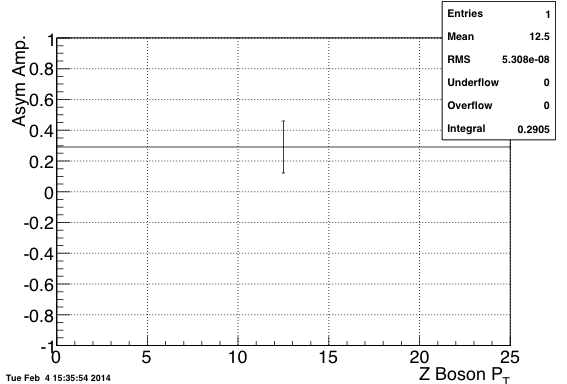 Entries 1
Mean 12.5
RMS 5.308e-08
Underflow 0
Overflow 0
Integral 0.2905
Asym Amp.
1
0.8
0.6
0.4
0.2
0
-0.2
-0.4
-0.6
-0.8
-1
0 5 10 15 20 25
Z Boson P_T
Tue Feb 4 15:35:54 2014